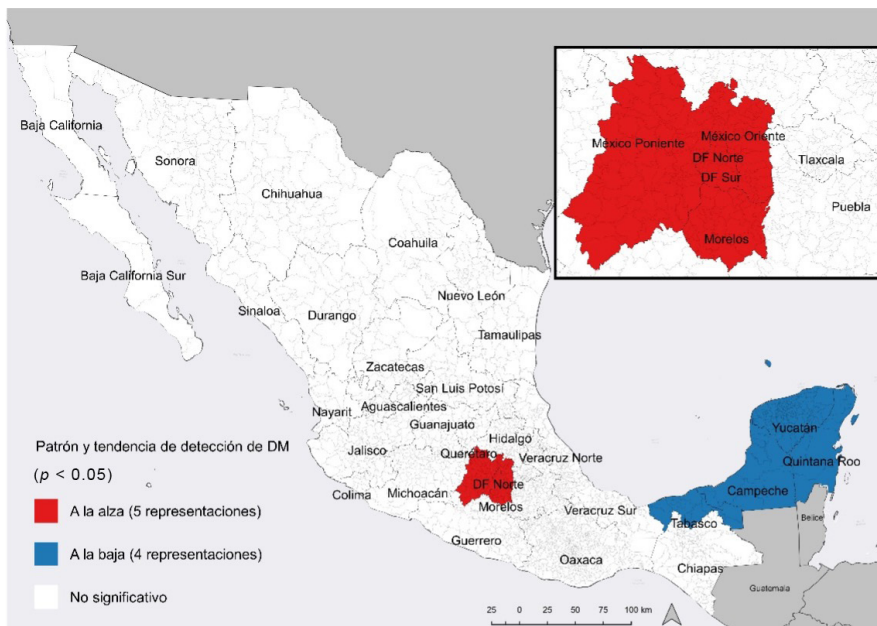 Baja California
Sonora
Chihuahua
Coahuila
Baja California Sur
Sinaloa
Durango
Nuevo León
Tamaulipas
Zacatecas
San Luis Potosí
Nayarit
Aguascalientes
Guanajuato
Hidalgo
Jalisco
Querétaro
Veracruz Norte
Colima
Michoacán
DF Norte
Morelos
Veracruz Sur
Guerrero
Oaxaca
Tabasco
Chiapas
Campeche
Yucatán
Quintana Roo
Belice
Guatemala
México Poniente
México Oriente
DF Norte
DF Sur
Morelos
Tlaxcala
Puebla
Patrón y tendencia de detección de DM
(p < 0.05)
A la alza (5 representaciones)
A la baja (4 representaciones)
No significativo
25 0 25 50 75 100 km